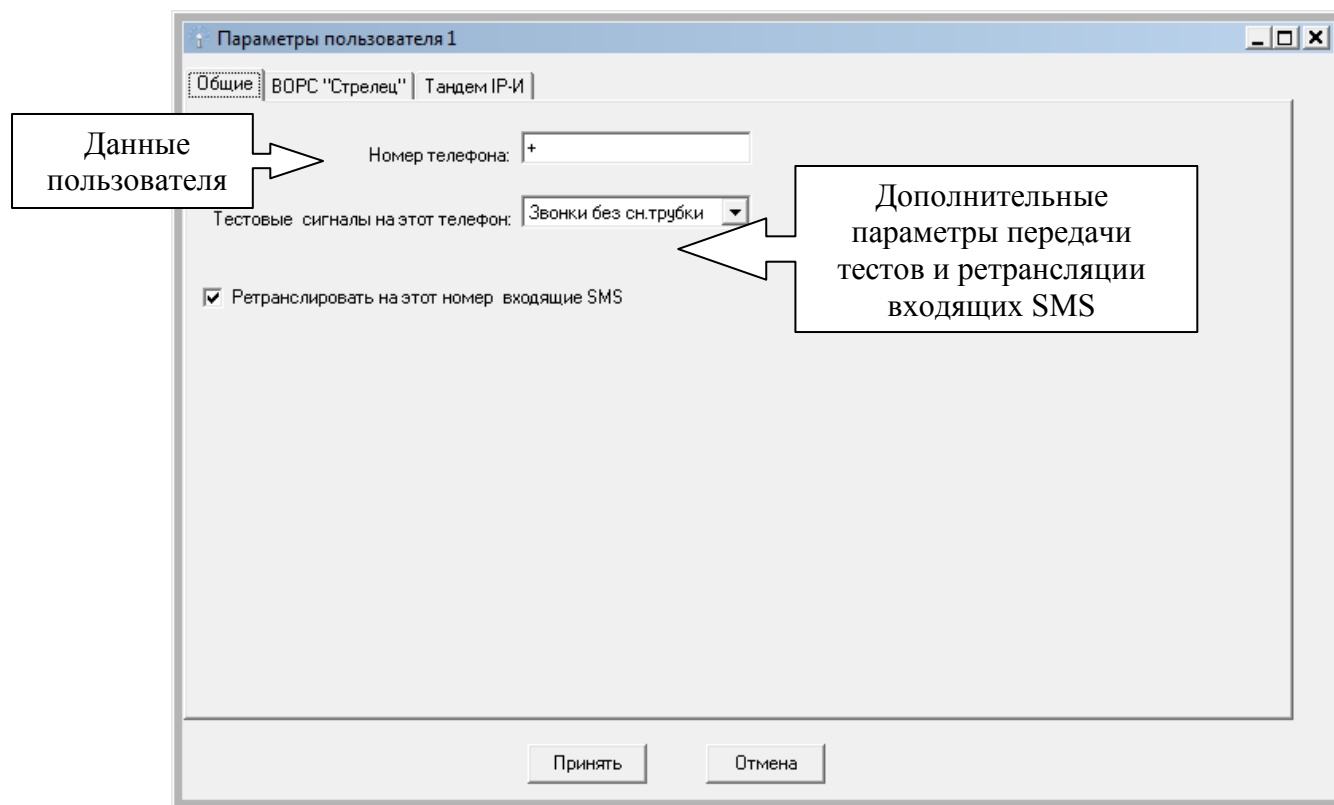 Параметры пользователя 1
Общие ВОРС "Стрелец" Тандем IP-И
Данные
пользователя
Номер телефона: +
Тестовые сигналы на этот телефон: Звонки без сн.трубки
Дополнительные
параметры передачи
тестов и ретрансляции
входящих SMS
Ретранслировать на этот номер входящие SMS
Принять Отмена